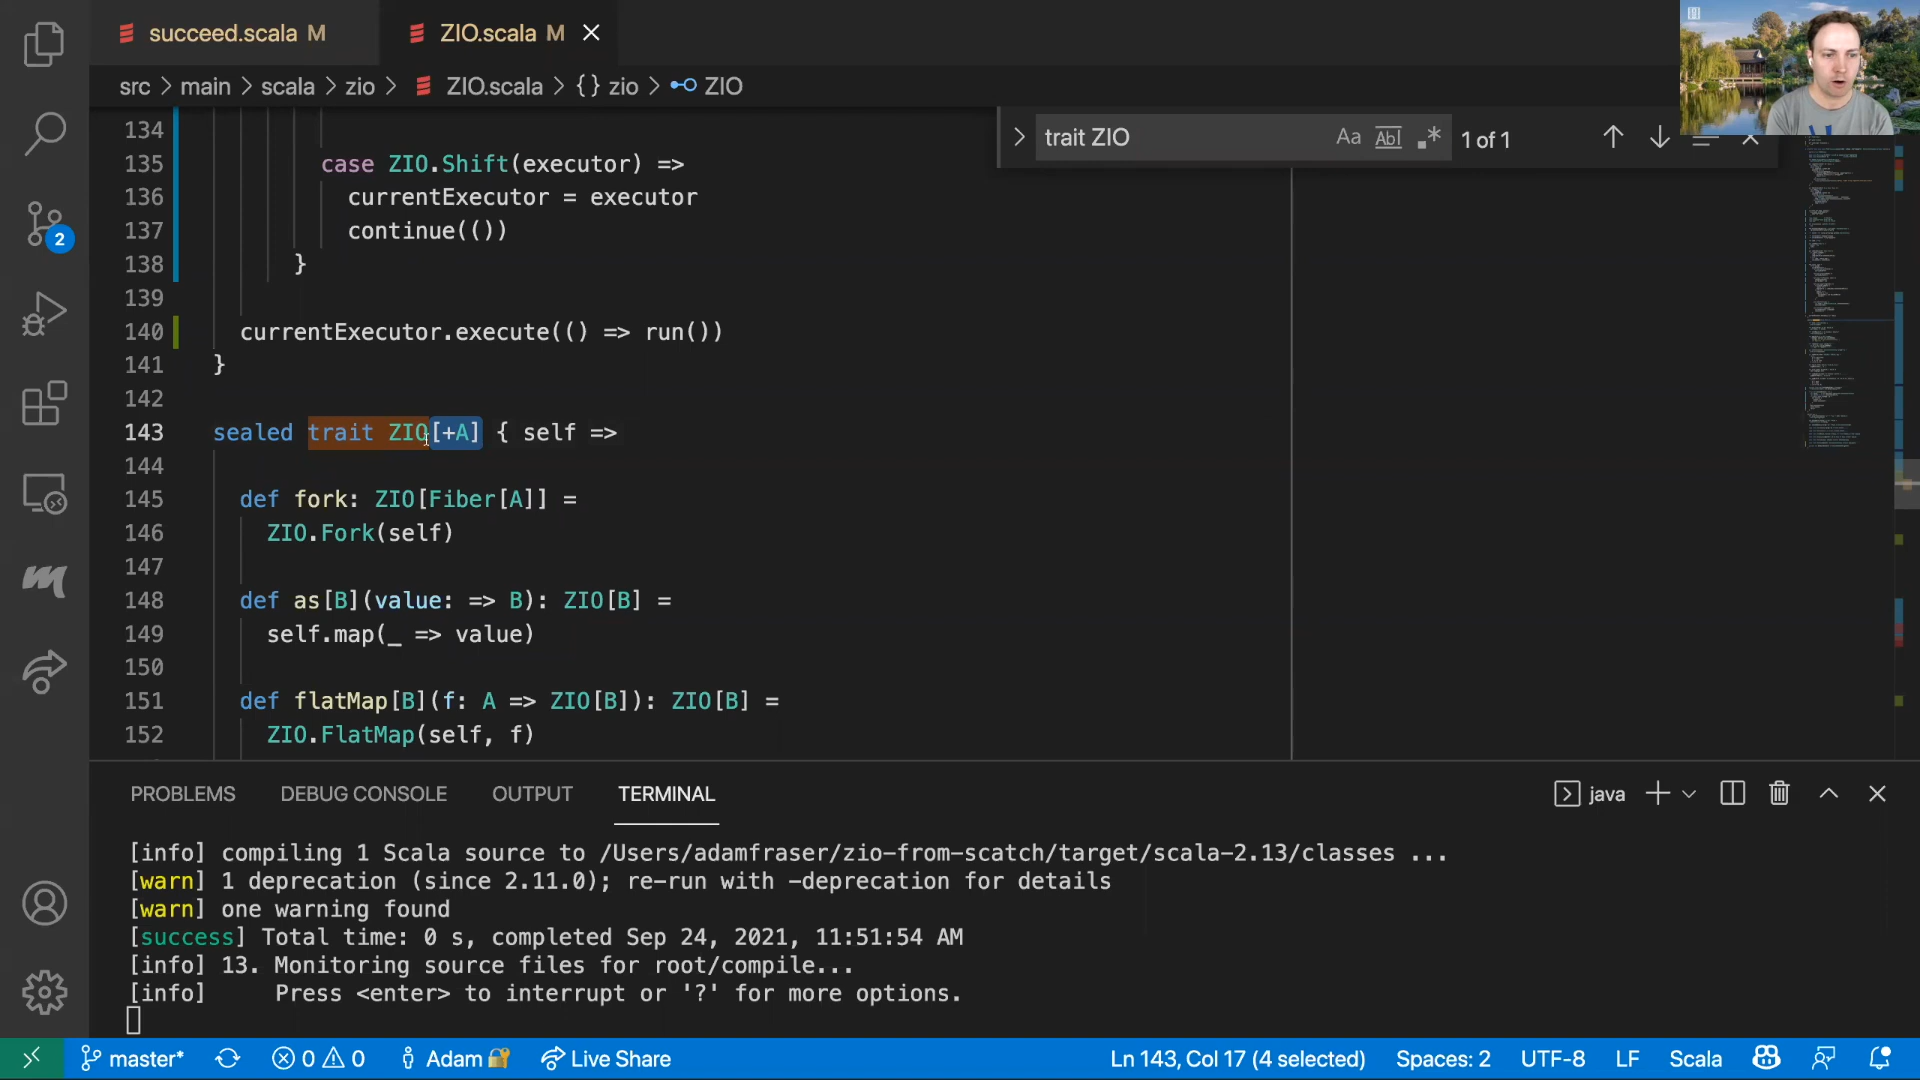 succeed.scala M
ZIO.scala M
src > main > scala > zio > ZIO.scala > {} zio > ZIO
trait ZIO
Aa Abl .* 1 of 1
134
135 case ZIO.Shift(executor) =>
136 currentExecutor = executor
137 continue(())
138 }
139
140 currentExecutor.execute(() => run())
141 }
142
143 sealed trait ZIO[+A] { self =>
144
145 def fork: ZIO[Fiber[A]] =
146 ZIO.Fork(self)
147
148 def as[B](value: => B): ZIO[B] =
149 self.map(_ => value)
150
151 def flatMap[B](f: A => ZIO[B]): ZIO[B] =
152 ZIO.FlatMap(self, f)
2
PROBLEMS DEBUG CONSOLE OUTPUT TERMINAL java
[info] compiling 1 Scala source to /Users/adamfraser/zio-from-scatch/target/scala-2.13/classes ...
[warn] 1 deprecation (since 2.11.0); re-run with -deprecation for details
[warn] one warning found
[success] Total time: 0 s, completed Sep 24, 2021, 11:51:54 AM
[info] 13. Monitoring source files for root/compile...
[info] Press <enter> to interrupt or '?' for more options.
master* 0 0 Adam Live Share Ln 143, Col 17 (4 selected) Spaces: 2 UTF-8 LF Scala